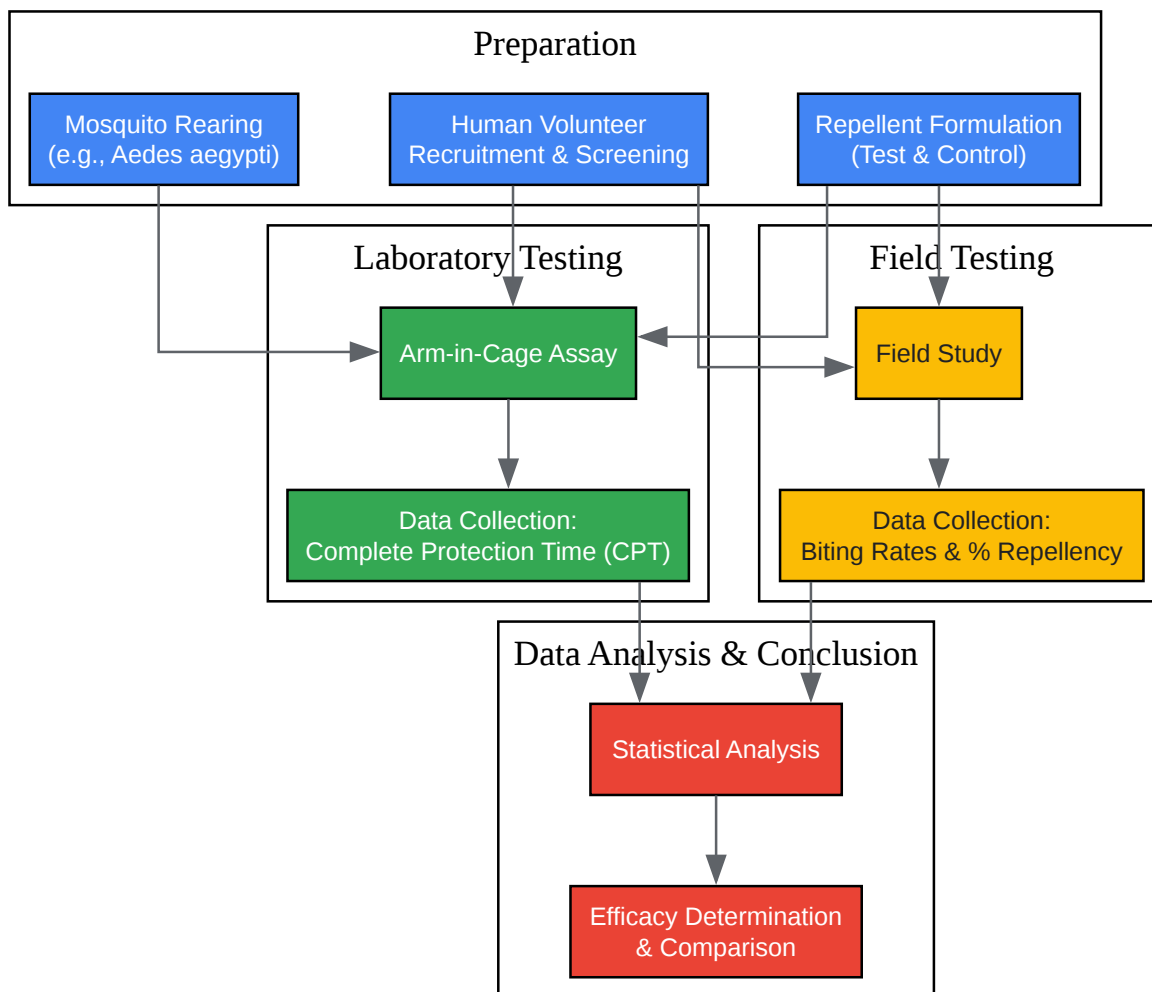 Preparation
Mosquito Rearing
(e.g., Aedes aegypti)
Human Volunteer
Recruitment & Screening
Repellent Formulation
(Test & Control)
Laboratory Testing
Field Testing
Arm-in-Cage Assay
Field Study
Data Collection:
Complete Protection Time (CPT)
Data Collection:
Biting Rates & % Repellency
Data Analysis & Conclusion
Statistical Analysis
Efficacy Determination
& Comparison